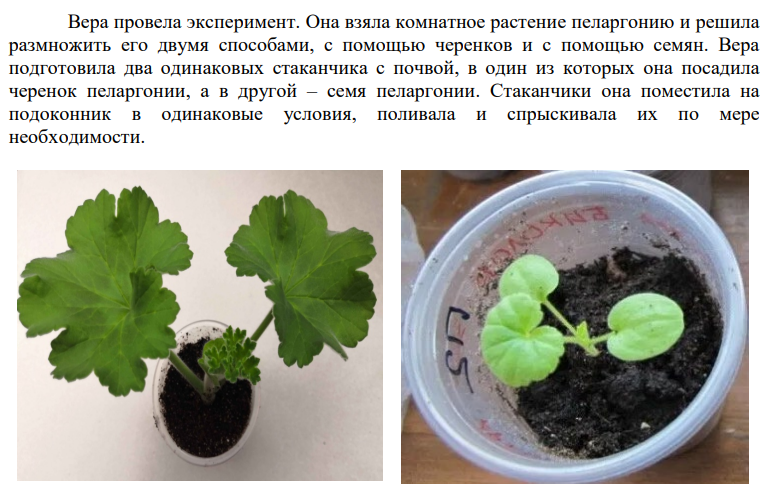 Вера провела эксперимент. Она взяла комнатное растение пеларгонию и решила
размножить его двумя способами, с помощью черенков и с помощью семян. Вера
подготовила два одинаковых стаканчика с почвой, в один из которых она посадила
черенок пеларгонии, а в другой – семя пеларгонии. Стаканчики она поместила на
подоконник в одинаковые условия, поливала и спрыскивала их по мере
необходимости.